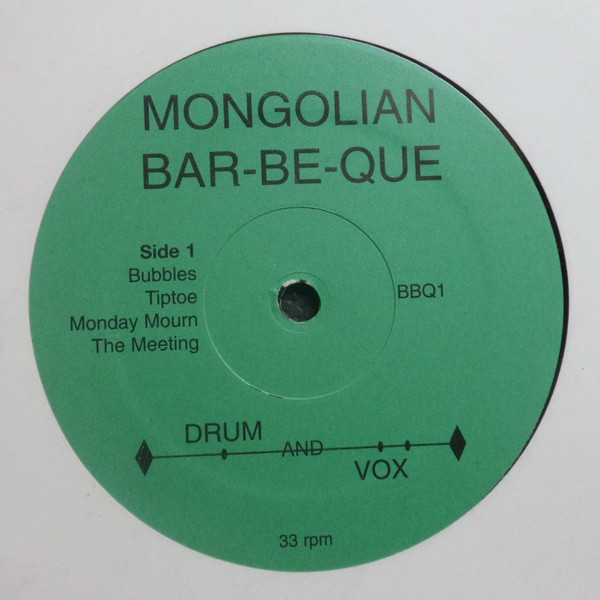 MONGOLIAN
BAR-BE-QUE
Side 1
Bubbles
Tiptoe
Monday Mourn
The Meeting
BBQ1
DRUM
AND
VOX
33 rpm